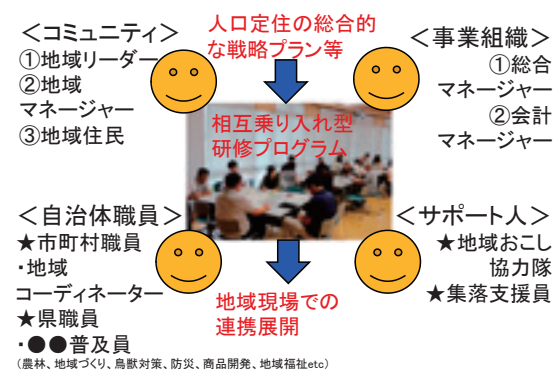 ＜コミュニティ＞
①地域リーダー
②地域
マネージャー
③地域住民
人口定住の総合的
な戦略プラン等
＜事業組織＞
①総合
マネージャー
②会計
マネージャー
相互乗り入れ型
研修プログラム
＜自治体職員＞
★市町村職員
・地域
コーディネーター
★県職員
・●●普及員
（農林、地域づくり、鳥獣対策、防災、商品開発、地域福祉etc）
＜サポート人＞
★地域おこし
協力隊
★集落支援員
地域現場での
連携展開